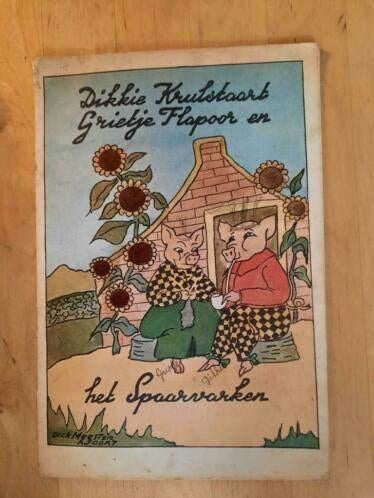 Dikkie Krulstaart
Grietje Flapoor en
het Spaarvarken